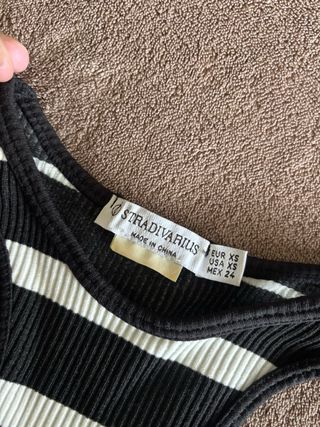 STRADIVARIUS
MADE IN CHINA
EUR XS
USA XS
MEX 24